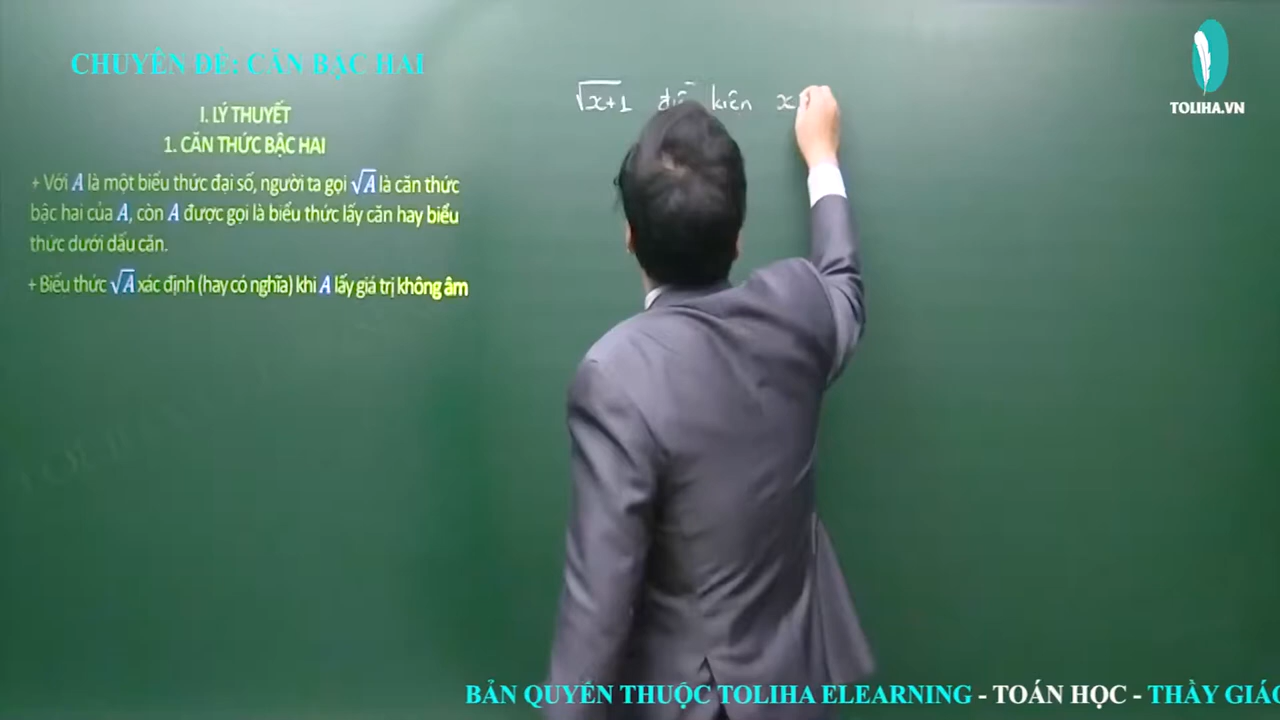 CHUYÊN ĐỀ: CĂN BẬC HAI
I. LÝ THUYẾT
1. CĂN THỨC BẬC HAI
+ Với A là một biểu thức đại số, người ta gọi √A là căn thức
bậc hai của A, còn A được gọi là biểu thức lấy căn hay biểu
thức dưới dấu căn.
+ Biểu thức √A xác định (hay có nghĩa) khi A lấy giá trị không âm
√x+1 kiện x
TOLIHA.VN
BẢN QUYỀN THUỘC TOLIHA ELEARNING - TOÁN HỌC - THẦY GIÁO